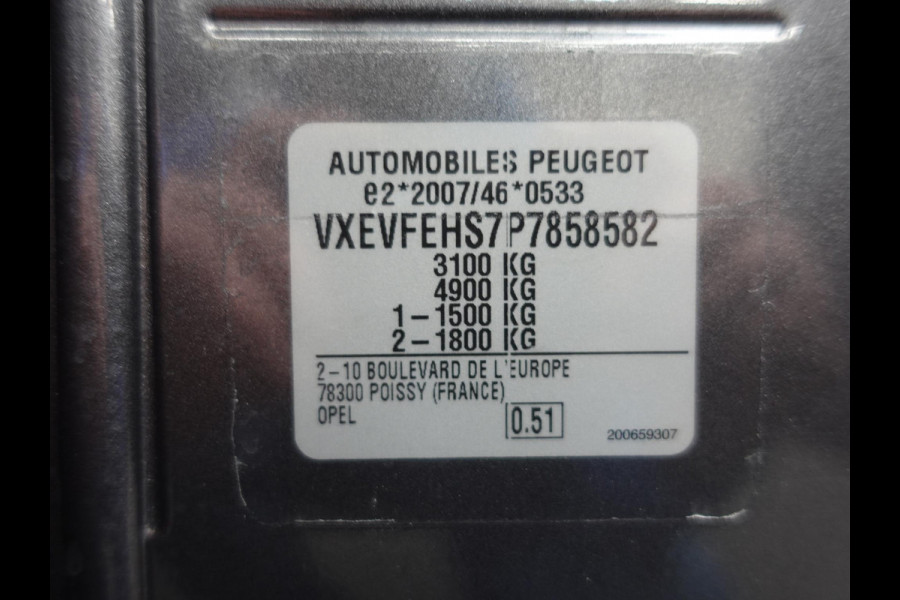 AUTOMOBILES PEUGEOT
e2*2007/46*0533
VXEVFEHS7P7858582
3100 KG
4900 KG
1-1500 KG
2-1800 KG
2-10 BOULEVARD DE L'EUROPE
78300 POISSY (FRANCE)
OPEL
0.51
200659307